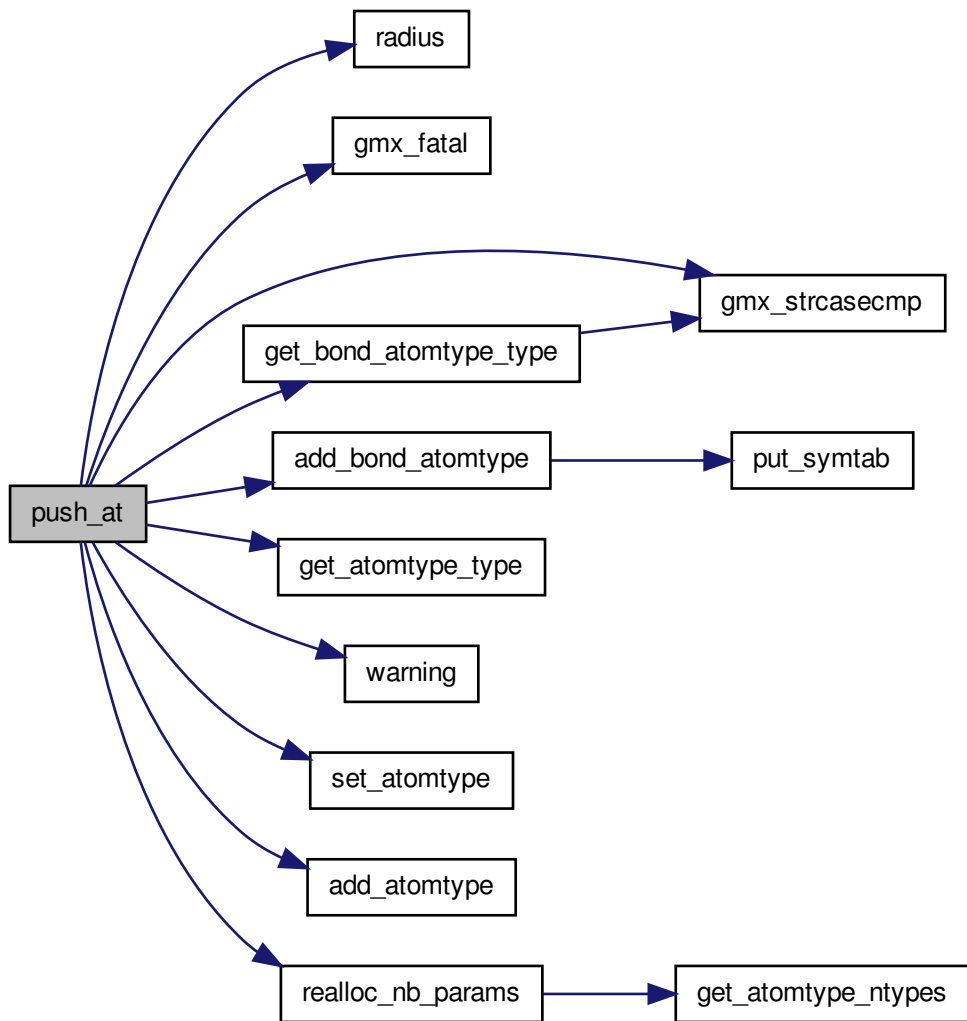 radius
gmx_fatal
gmx_strcasecmp
get_bond_atomtype_type
add_bond_atomtype
put_symtab
push_at
get_atomtype_type
warning
set_atomtype
add_atomtype
realloc_nb_params
get_atomtype_ntypes